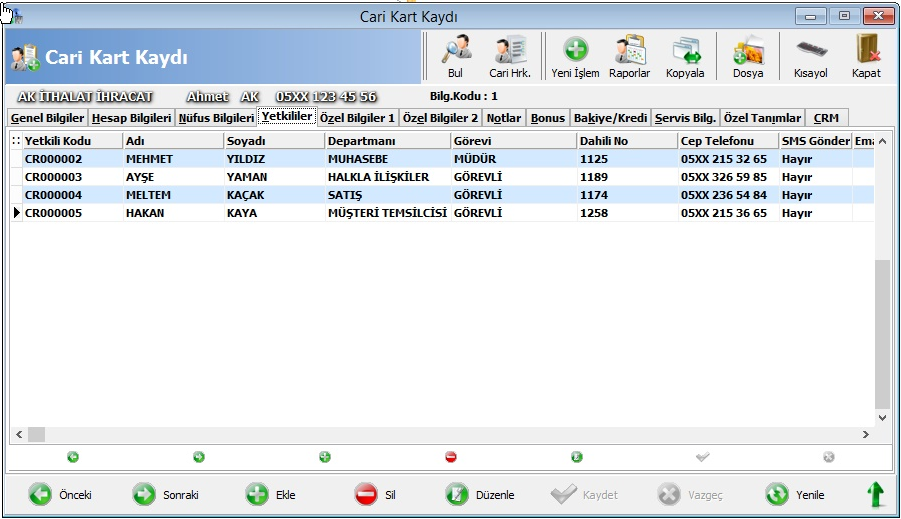 Cari Kart Kaydı
Cari Kart Kaydı
Bul Cari Hrk. Yeni İşlem Raporlar Kopyala Dosya Kısayol Kapat
AK İTHALAT İHRACAT Ahmet AK 05XX 123 45 56 Bilg.Kodu : 1
Genel Bilgiler Hesap Bilgileri Nüfus Bilgileri Yetkililer Özel Bilgiler 1 Özel Bilgiler 2 Notlar Bonus Bakiye/Kredi Servis Bilg. Özel Tanımlar CRM
Yetkili Kodu Adı Soyadı Departmanı Görevi Dahili No Cep Telefonu SMS Gönder Ema
CR000002 MEHMET YILDIZ MUHASEBE MÜDÜR 1125 05XX 215 32 65 Hayır
CR000003 AYŞE YAMAN HALKLA İLİŞKİLER GÖREVLİ 1189 05XX 326 59 85 Hayır
CR000004 MELTEM KAÇAK SATIŞ GÖREVLİ 1174 05XX 236 54 84 Hayır
CR000005 HAKAN KAYA MÜŞTERİ TEMSİLCİSİ GÖREVLİ 1258 05XX 215 36 65 Hayır
Önceki Sonraki Ekle Sil Düzenle Kaydet Vazgeç Yenile